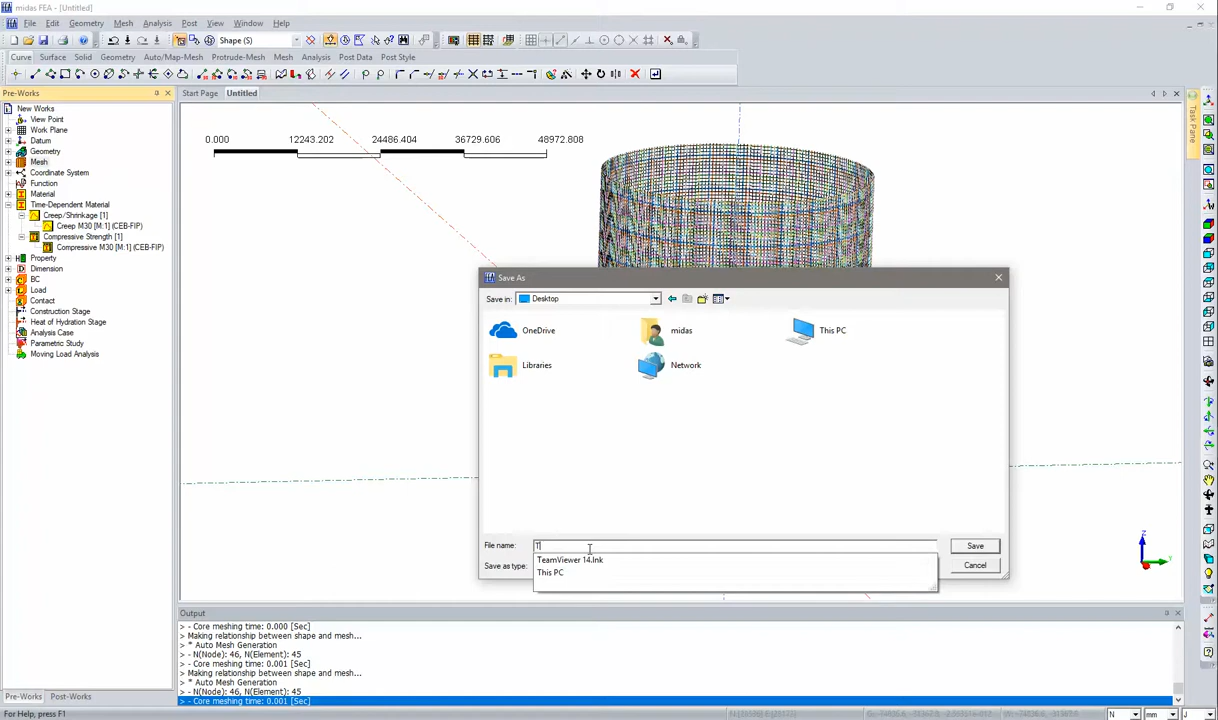 midas FEA - [Untitled]
File Edit Geometry Mesh Analysis Post View Window Help
Shape (S)
Curve Surface Solid Geometry Auto/Map-Mesh Protrude-Mesh Mesh Analysis Post Data Post Style
Pre-Works
Start Page Untitled
New Works
View Point
Work Plane
Datum
Geometry
Mesh
Coordinate System
Function
Material
Time-Dependent Material
Creep/Shrinkage [1]
Creep M30 [M:1] (CEB-FIP)
Compressive Strength [1]
Compressive M30 [M:1] (CEB-FIP)
Property
Dimension
BC
Load
Contact
Construction Stage
Heat of Hydration Stage
Analysis Case
Parametric Study
Moving Load Analysis
0.000 12243.202 24486.404 36729.606 48972.808
Task Pane
Save As
Save in: Desktop
OneDrive
midas
This PC
Libraries
Network
File name: T
Save
TeamViewer 14.lnk
Save as type:
Cancel
This PC
Z
Y
Output
> - Core meshing time: 0.000 [Sec]
> Making relationship between shape and mesh...
> * Auto Mesh Generation
> - N(Node): 46, N(Element): 45
> - Core meshing time: 0.001 [Sec]
> Making relationship between shape and mesh...
> * Auto Mesh Generation
> - N(Node): 46, N(Element): 45
> - Core meshing time: 0.001 [Sec]
Pre-Works Post-Works
For Help, press F1
N mm J